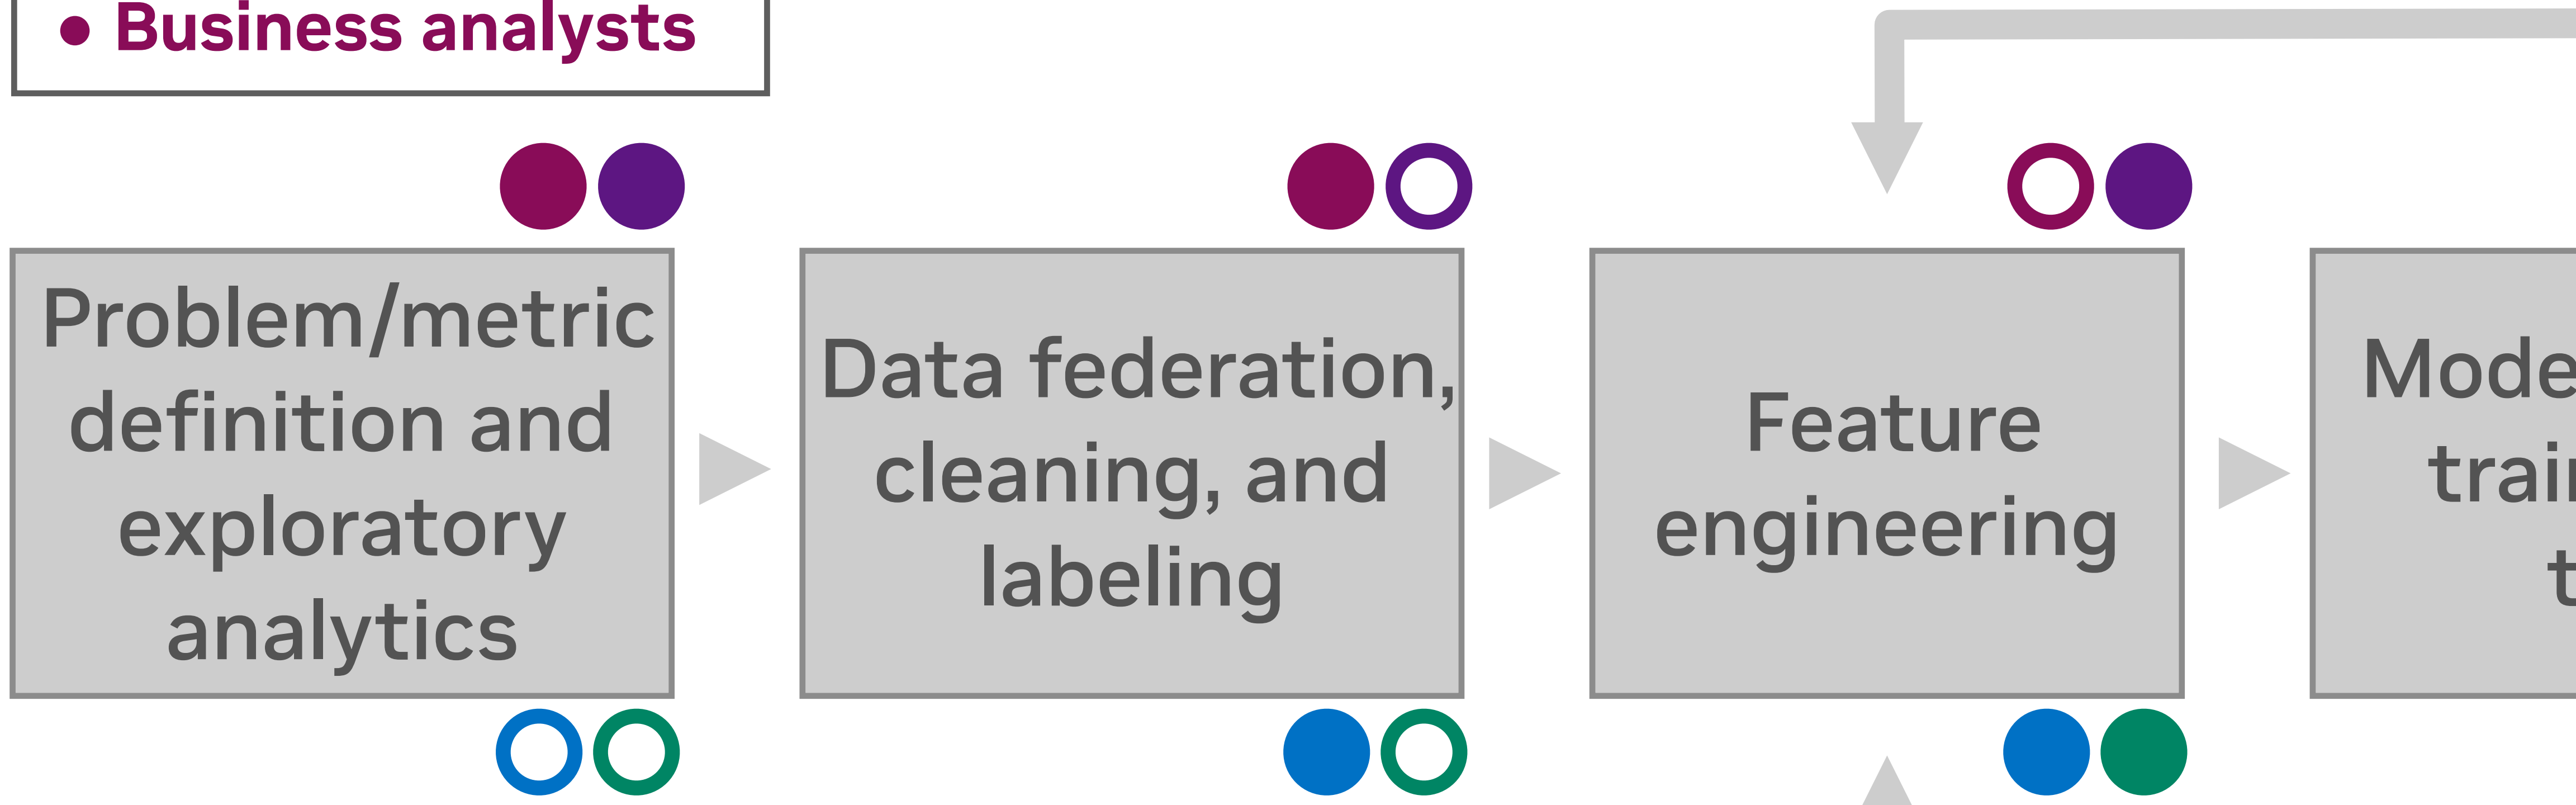 • Business analysts
Problem/metric
definition and
exploratory
analytics
Data federation,
cleaning, and
labeling
Feature
engineering